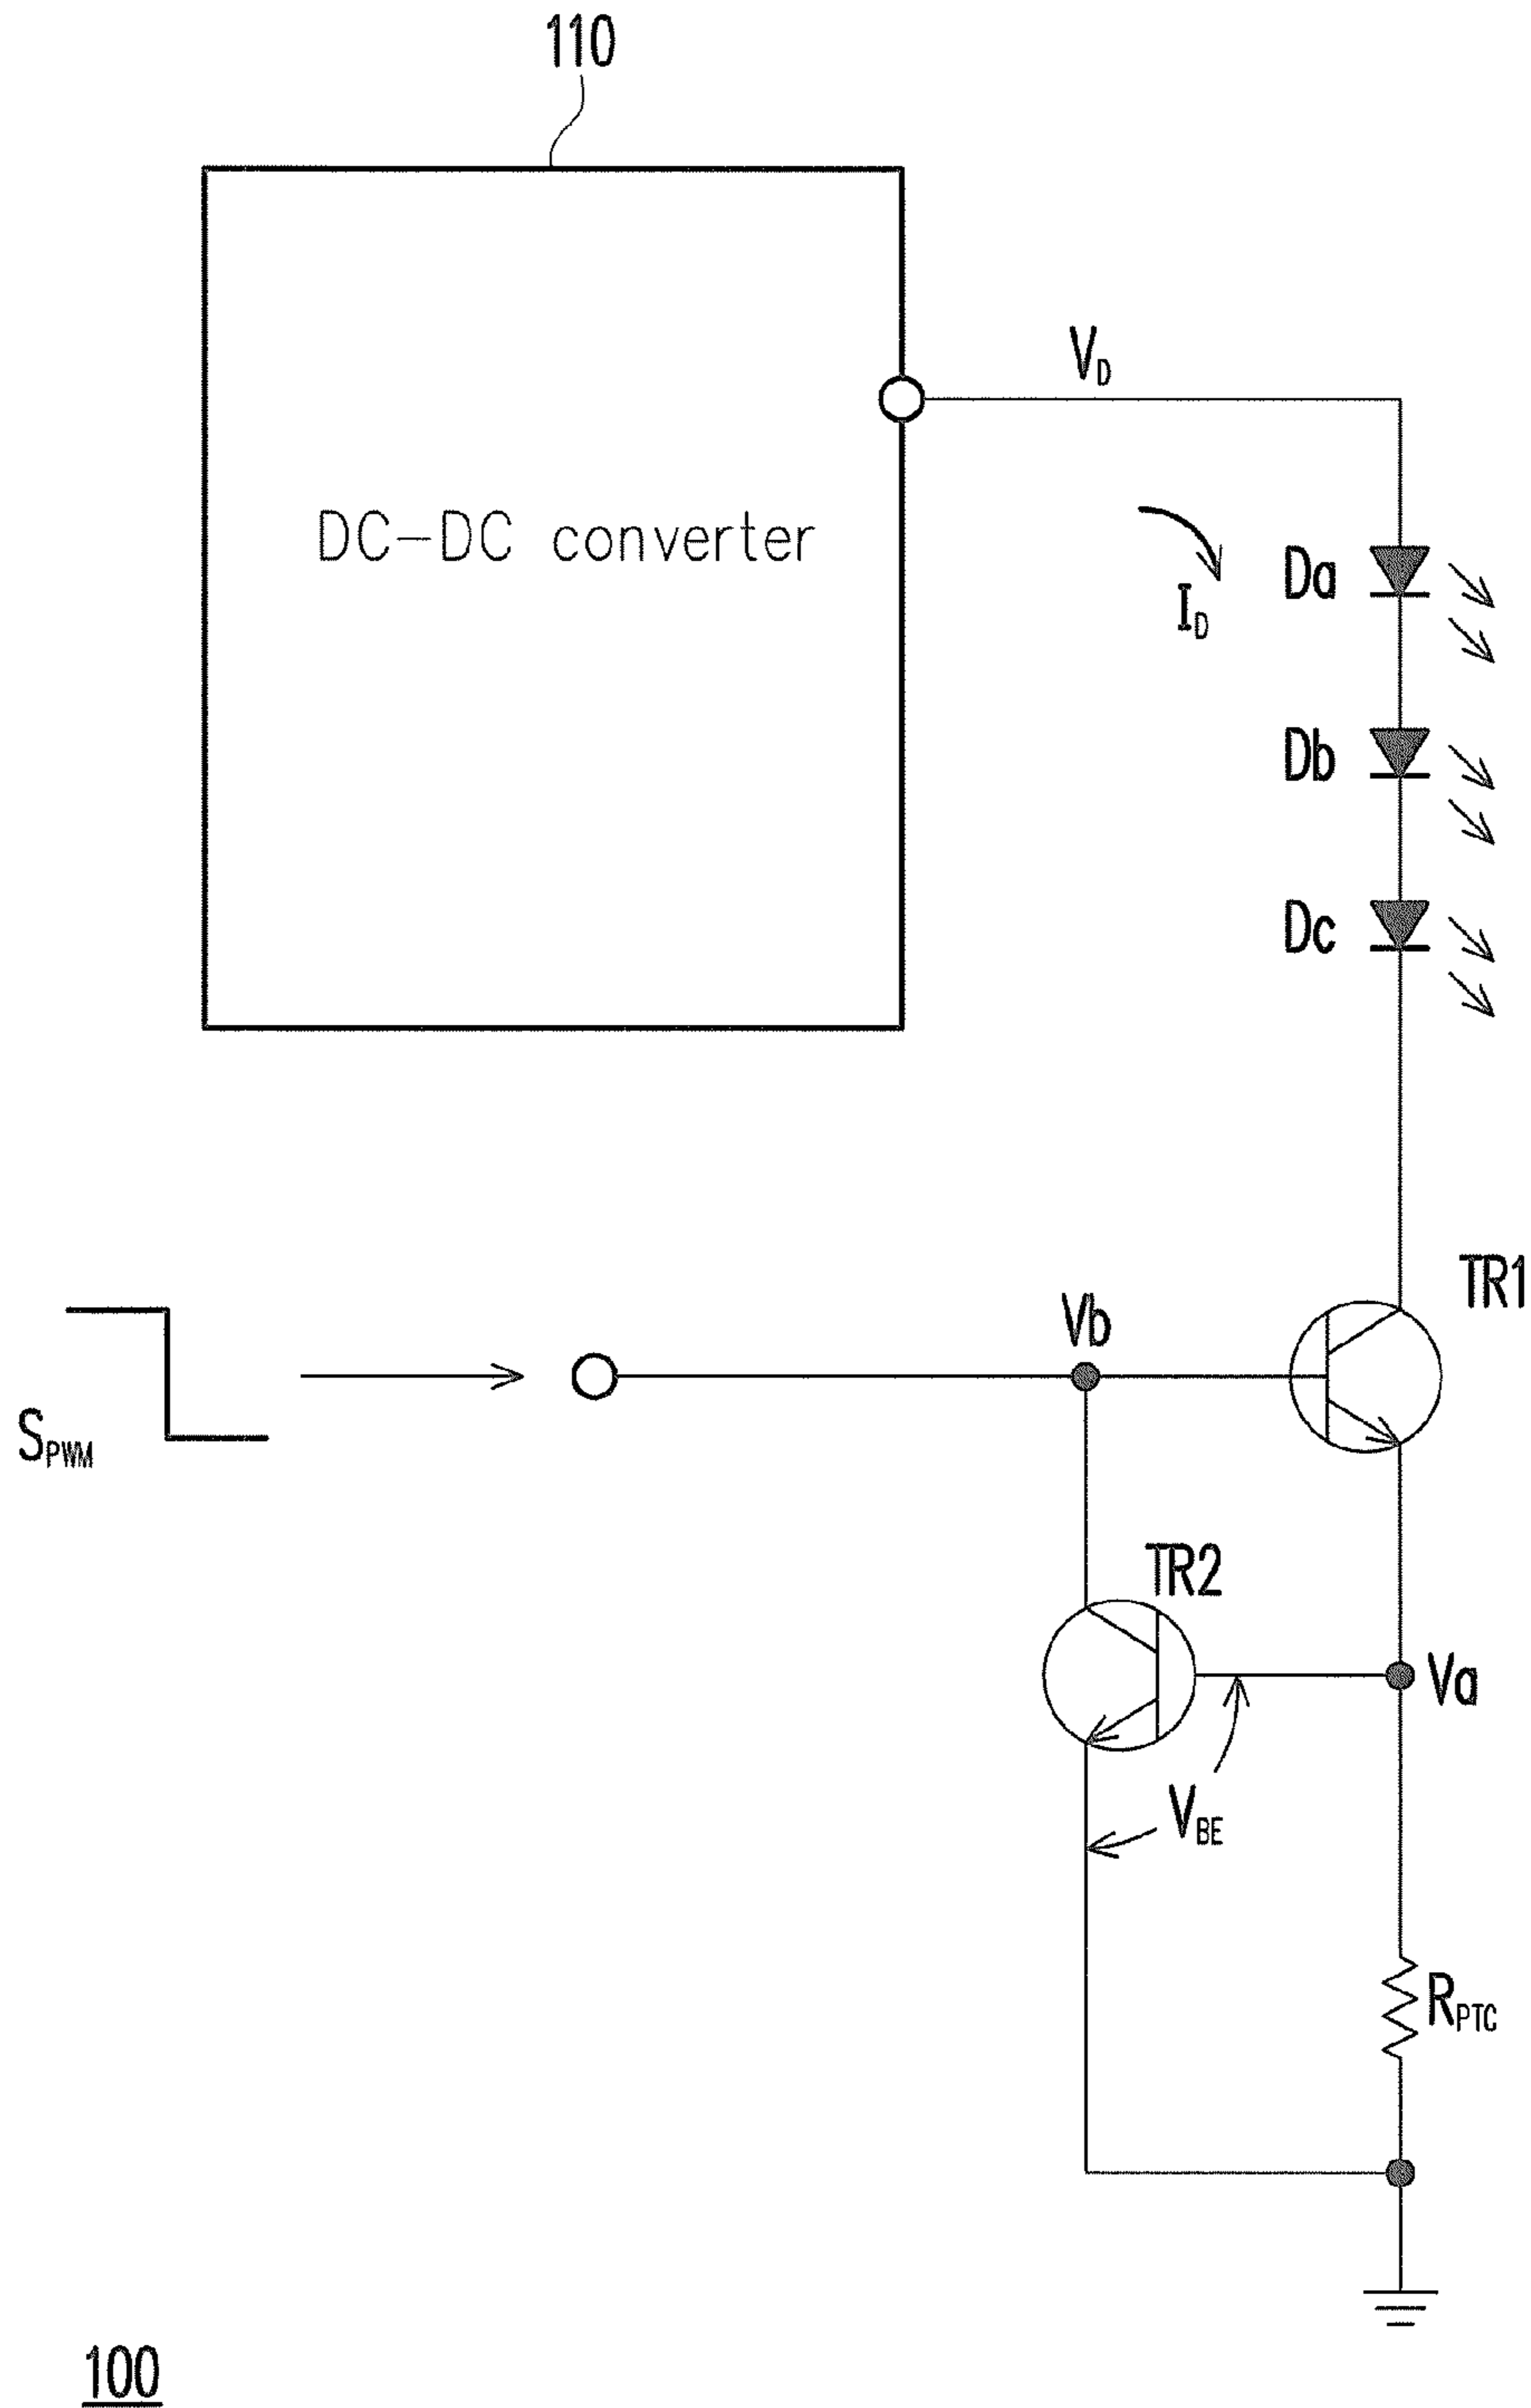 110
V_D
DC-DC converter
I_D
Da
Db
Dc
TR1
Vb
S_PWM
TR2
Va
V_BE
R_PTC
100